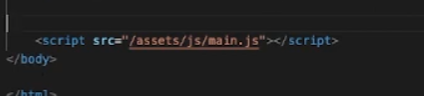 <script src="/assets/js/main.js"></script>
</body>
</html>